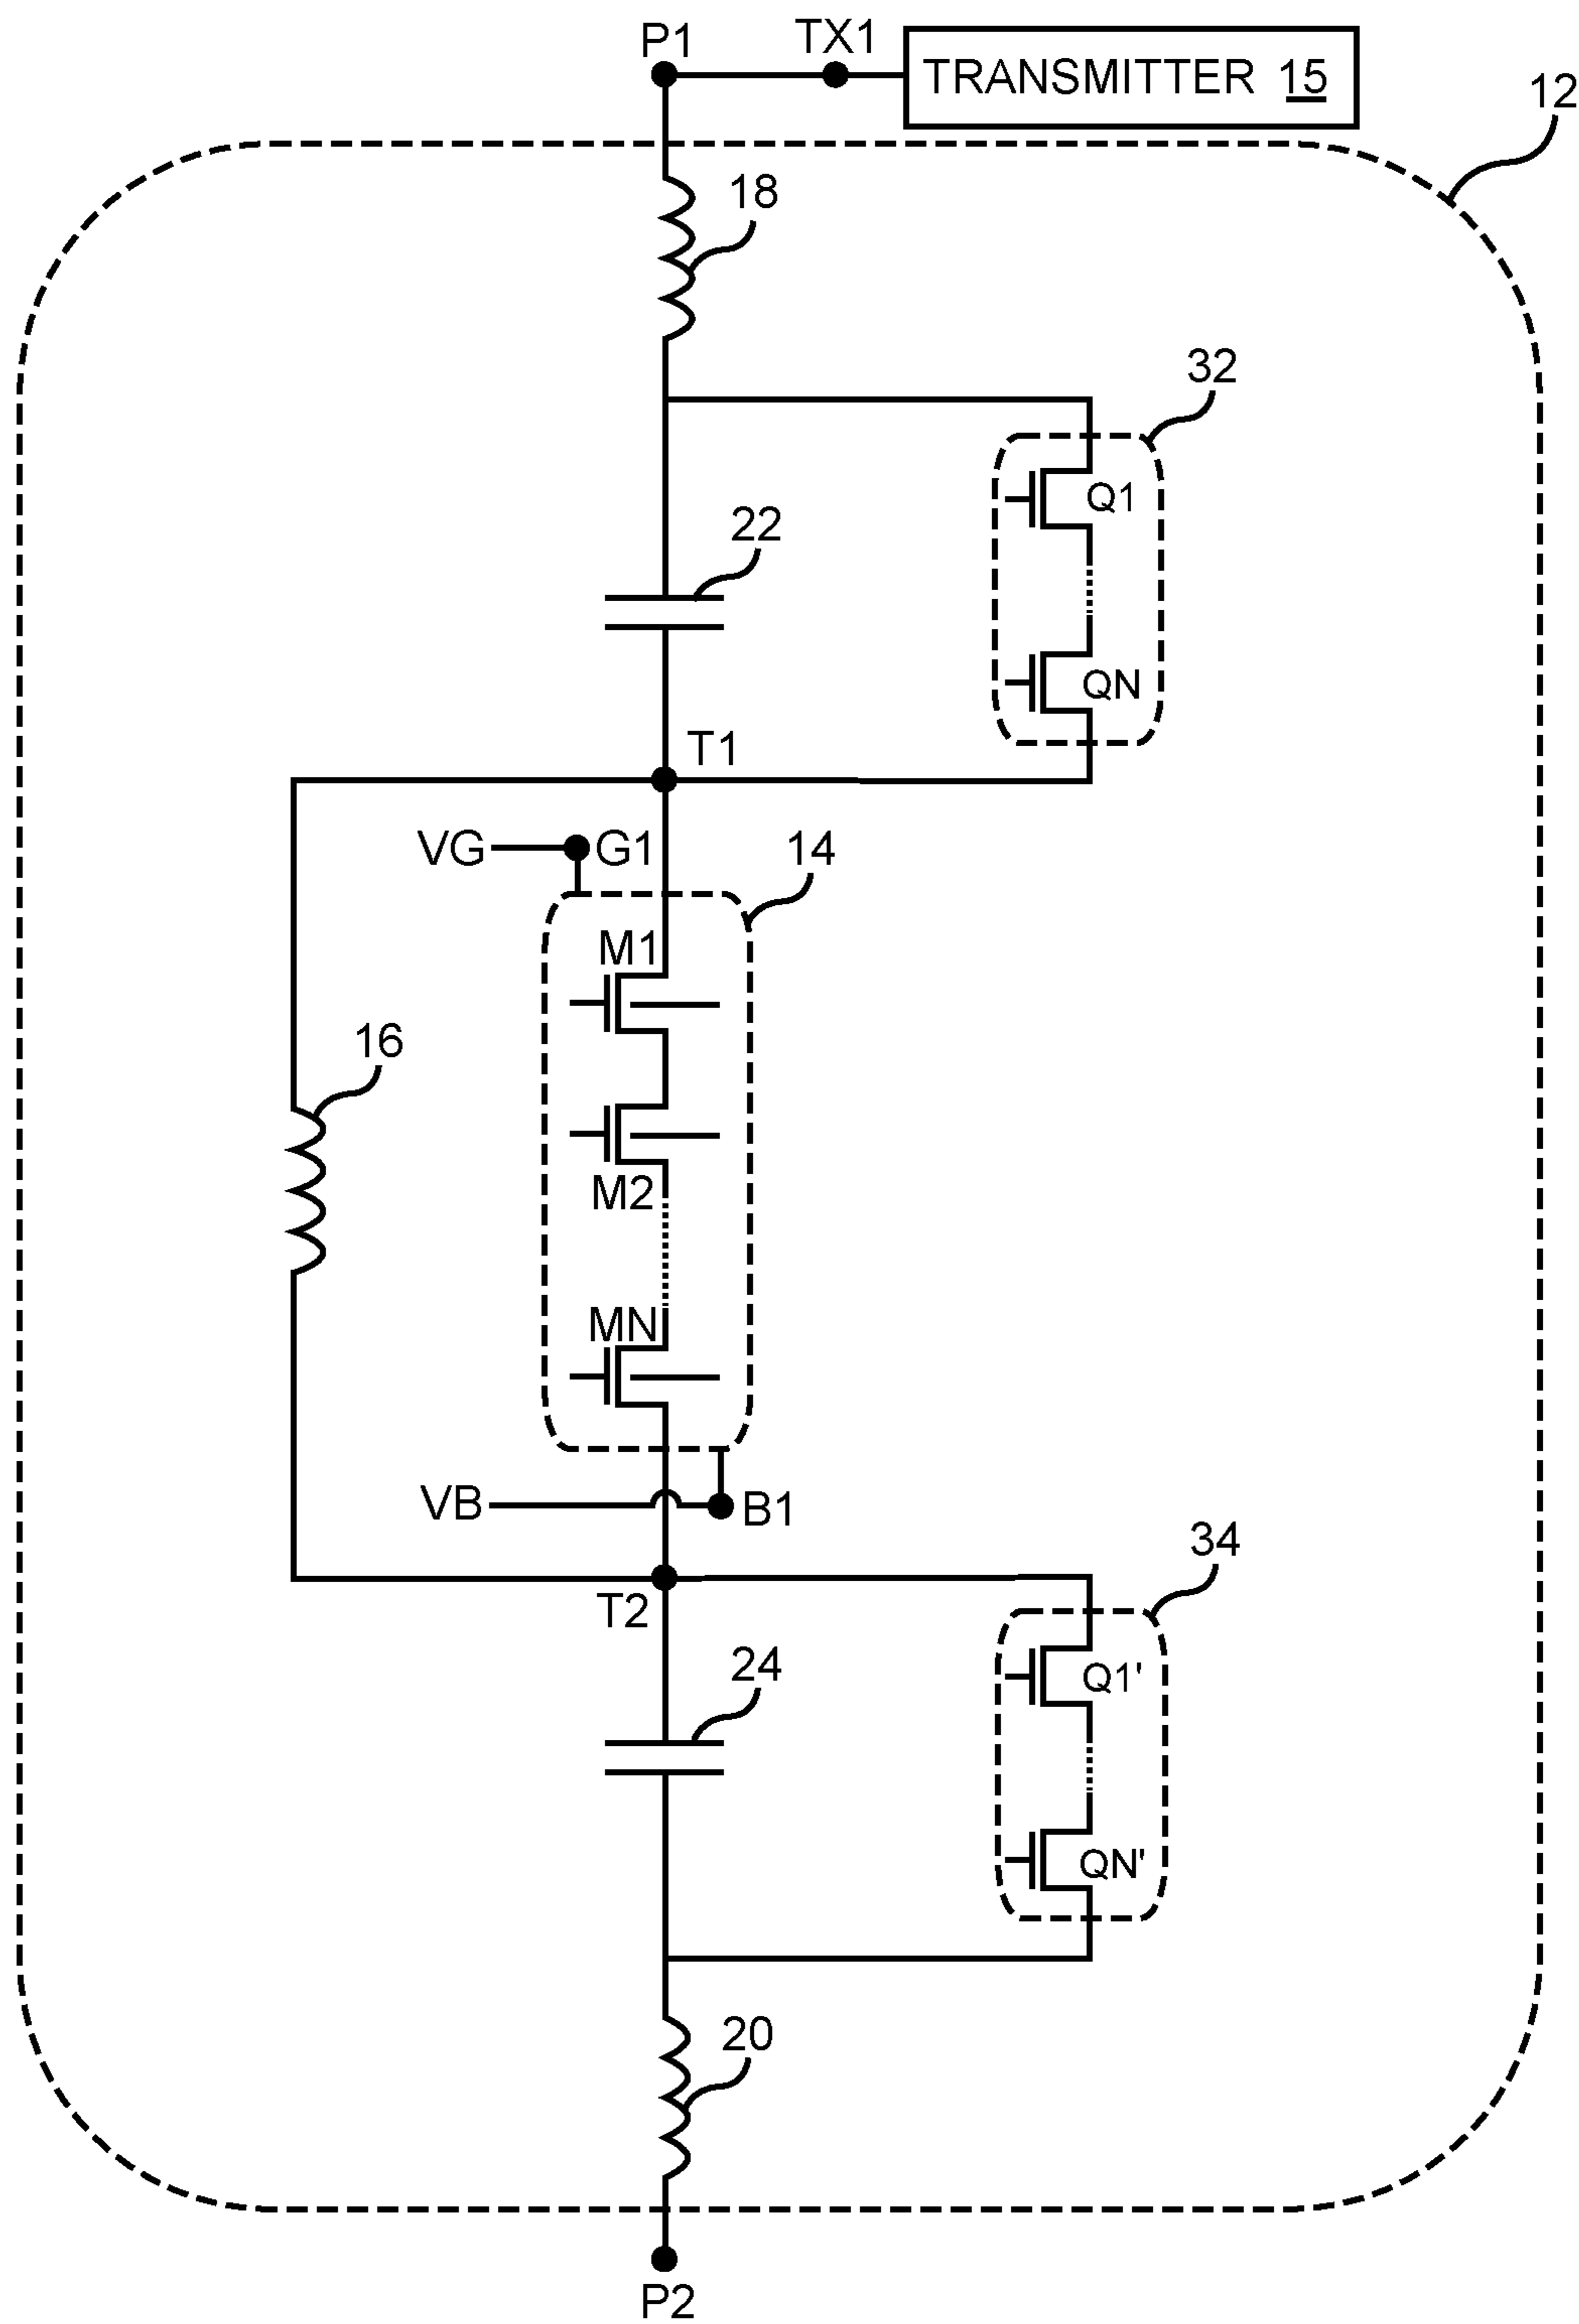 P1 TX1
TRANSMITTER 15
12
18
32
Q1
22
QN
T1
VG G1 14
M1
16
M2
MN
VB B1
34
T2
24
Q1'
QN'
20
P2